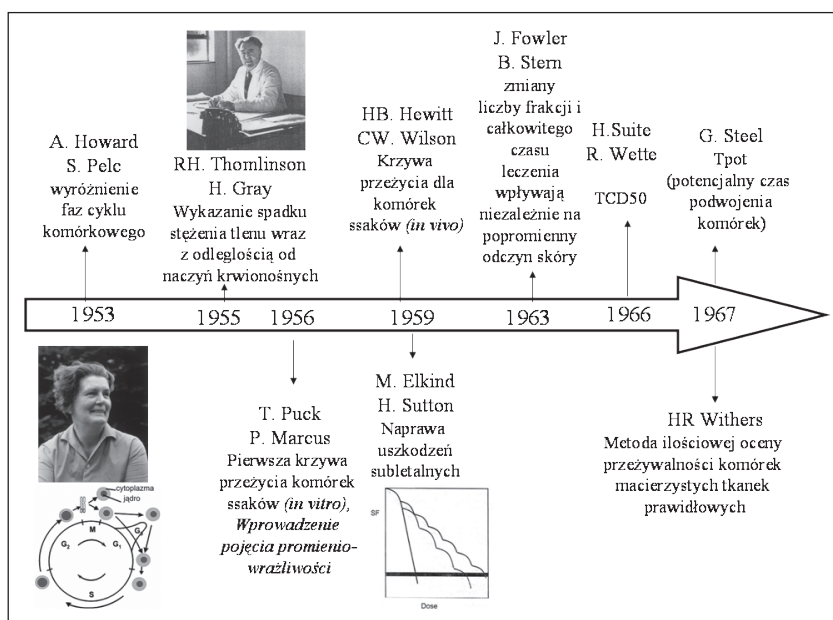 A. Howard
S. Pelc
wyróżnienie
faz cyklu
komórkowego
RH. Thomlinson
H. Gray
Wykazanie spadku
stężenia tlenu wraz
z odległością od
naczyń krwionośnych
HB. Hewitt
CW. Wilson
Krzywa
przeżycia dla
komórek
ssaków (in vivo)
J. Fowler
B. Stern
zmiany
liczby frakcji i
całkowitego
czasu
leczenia
wpływają
niezależnie na
popromienny
odczyn skóry
H.Suite
R. Wette
TCD50
G. Steel
Tpot
(potencjalny czas
podwojenia
komórek)
1953
1955
1956
1959
1963
1966
1967
T. Puck
P. Marcus
Pierwsza krzywa
przeżycia komórek
ssaków (in vitro),
Wprowadzenie
pojęcia promienio-
wrażliwości
M. Elkind
H. Sutton
Naprawa
uszkodzeń
subletalnych
SF
Dose
HR Withers
Metoda ilościowej oceny
przeżywalności komórek
macierzystych tkanek
prawidłowych
cytoplazma
jądro
M
G2
G1
S